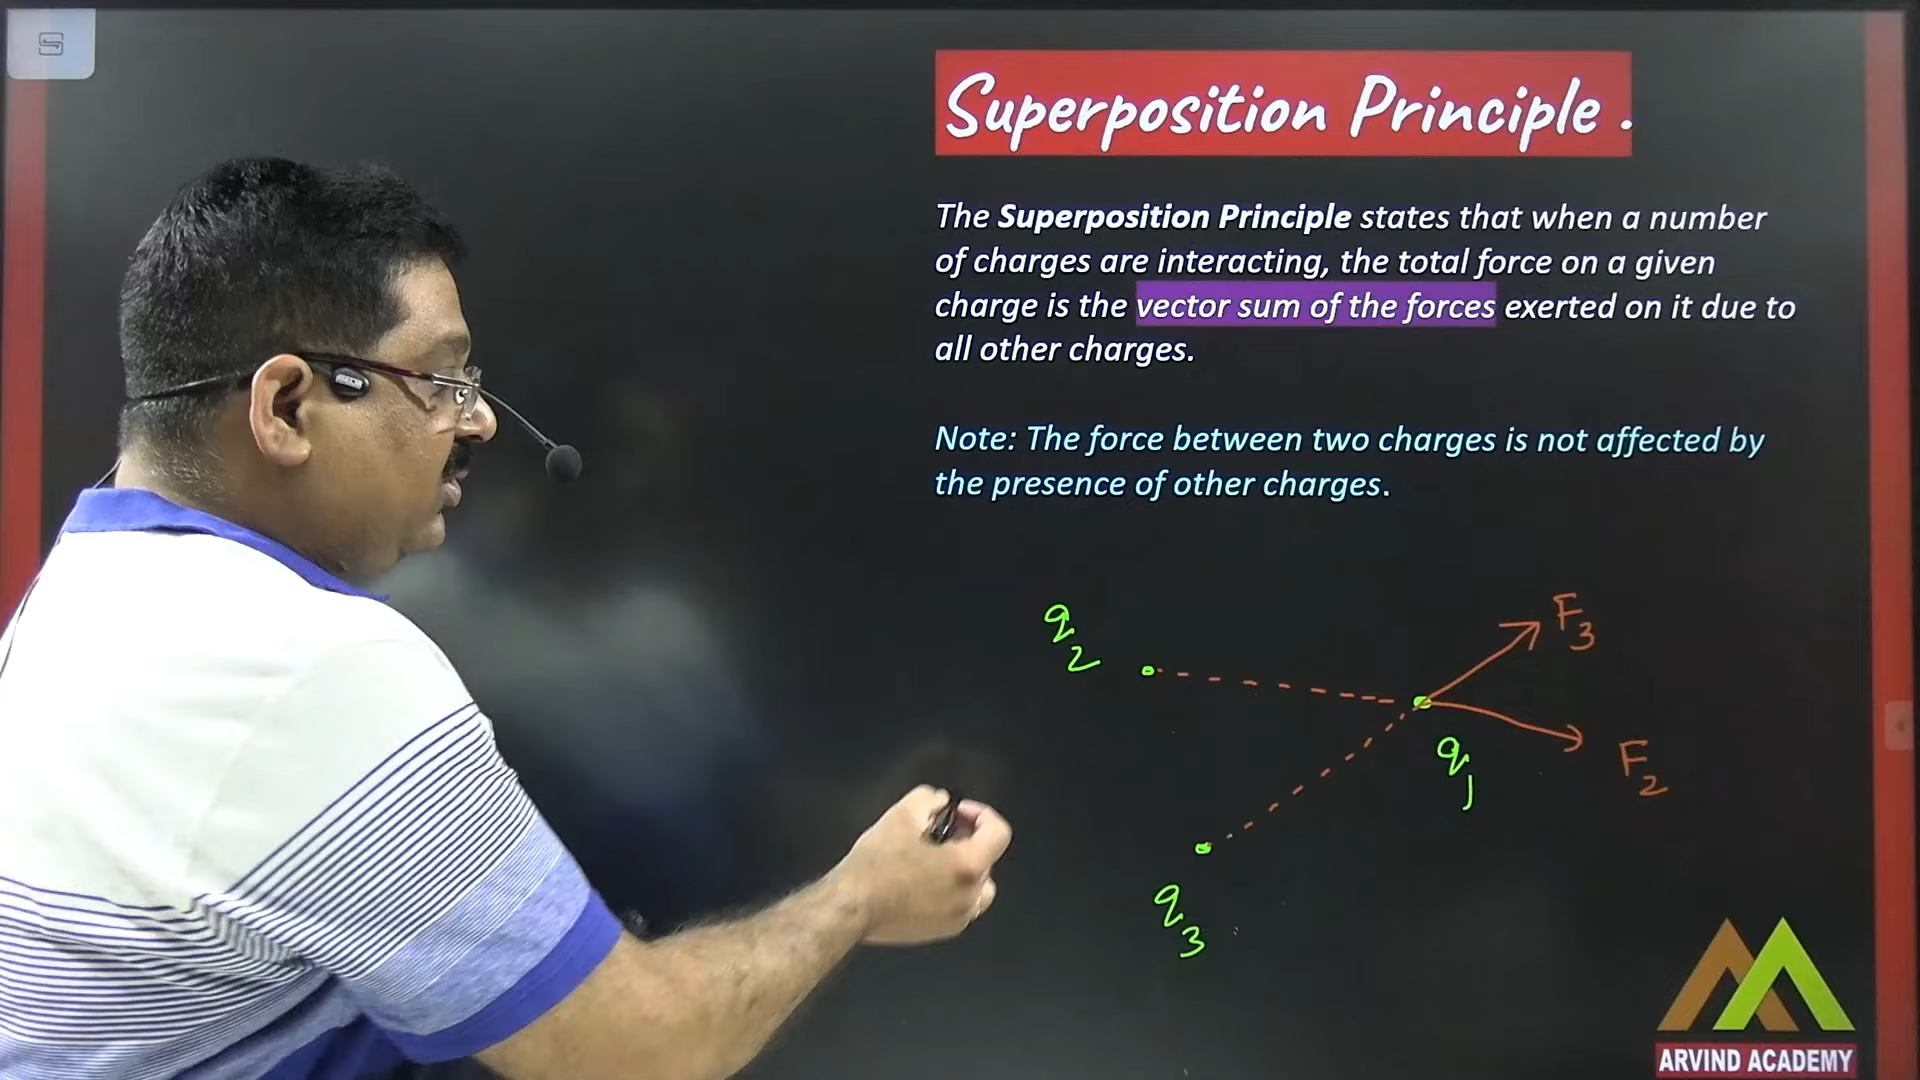 Superposition Principle .
The Superposition Principle states that when a number
of charges are interacting, the total force on a given
charge is the vector sum of the forces exerted on it due to
all other charges.
Note: The force between two charges is not affected by
the presence of other charges.
q2
F3
q1
F2
q3
ARVIND ACADEMY